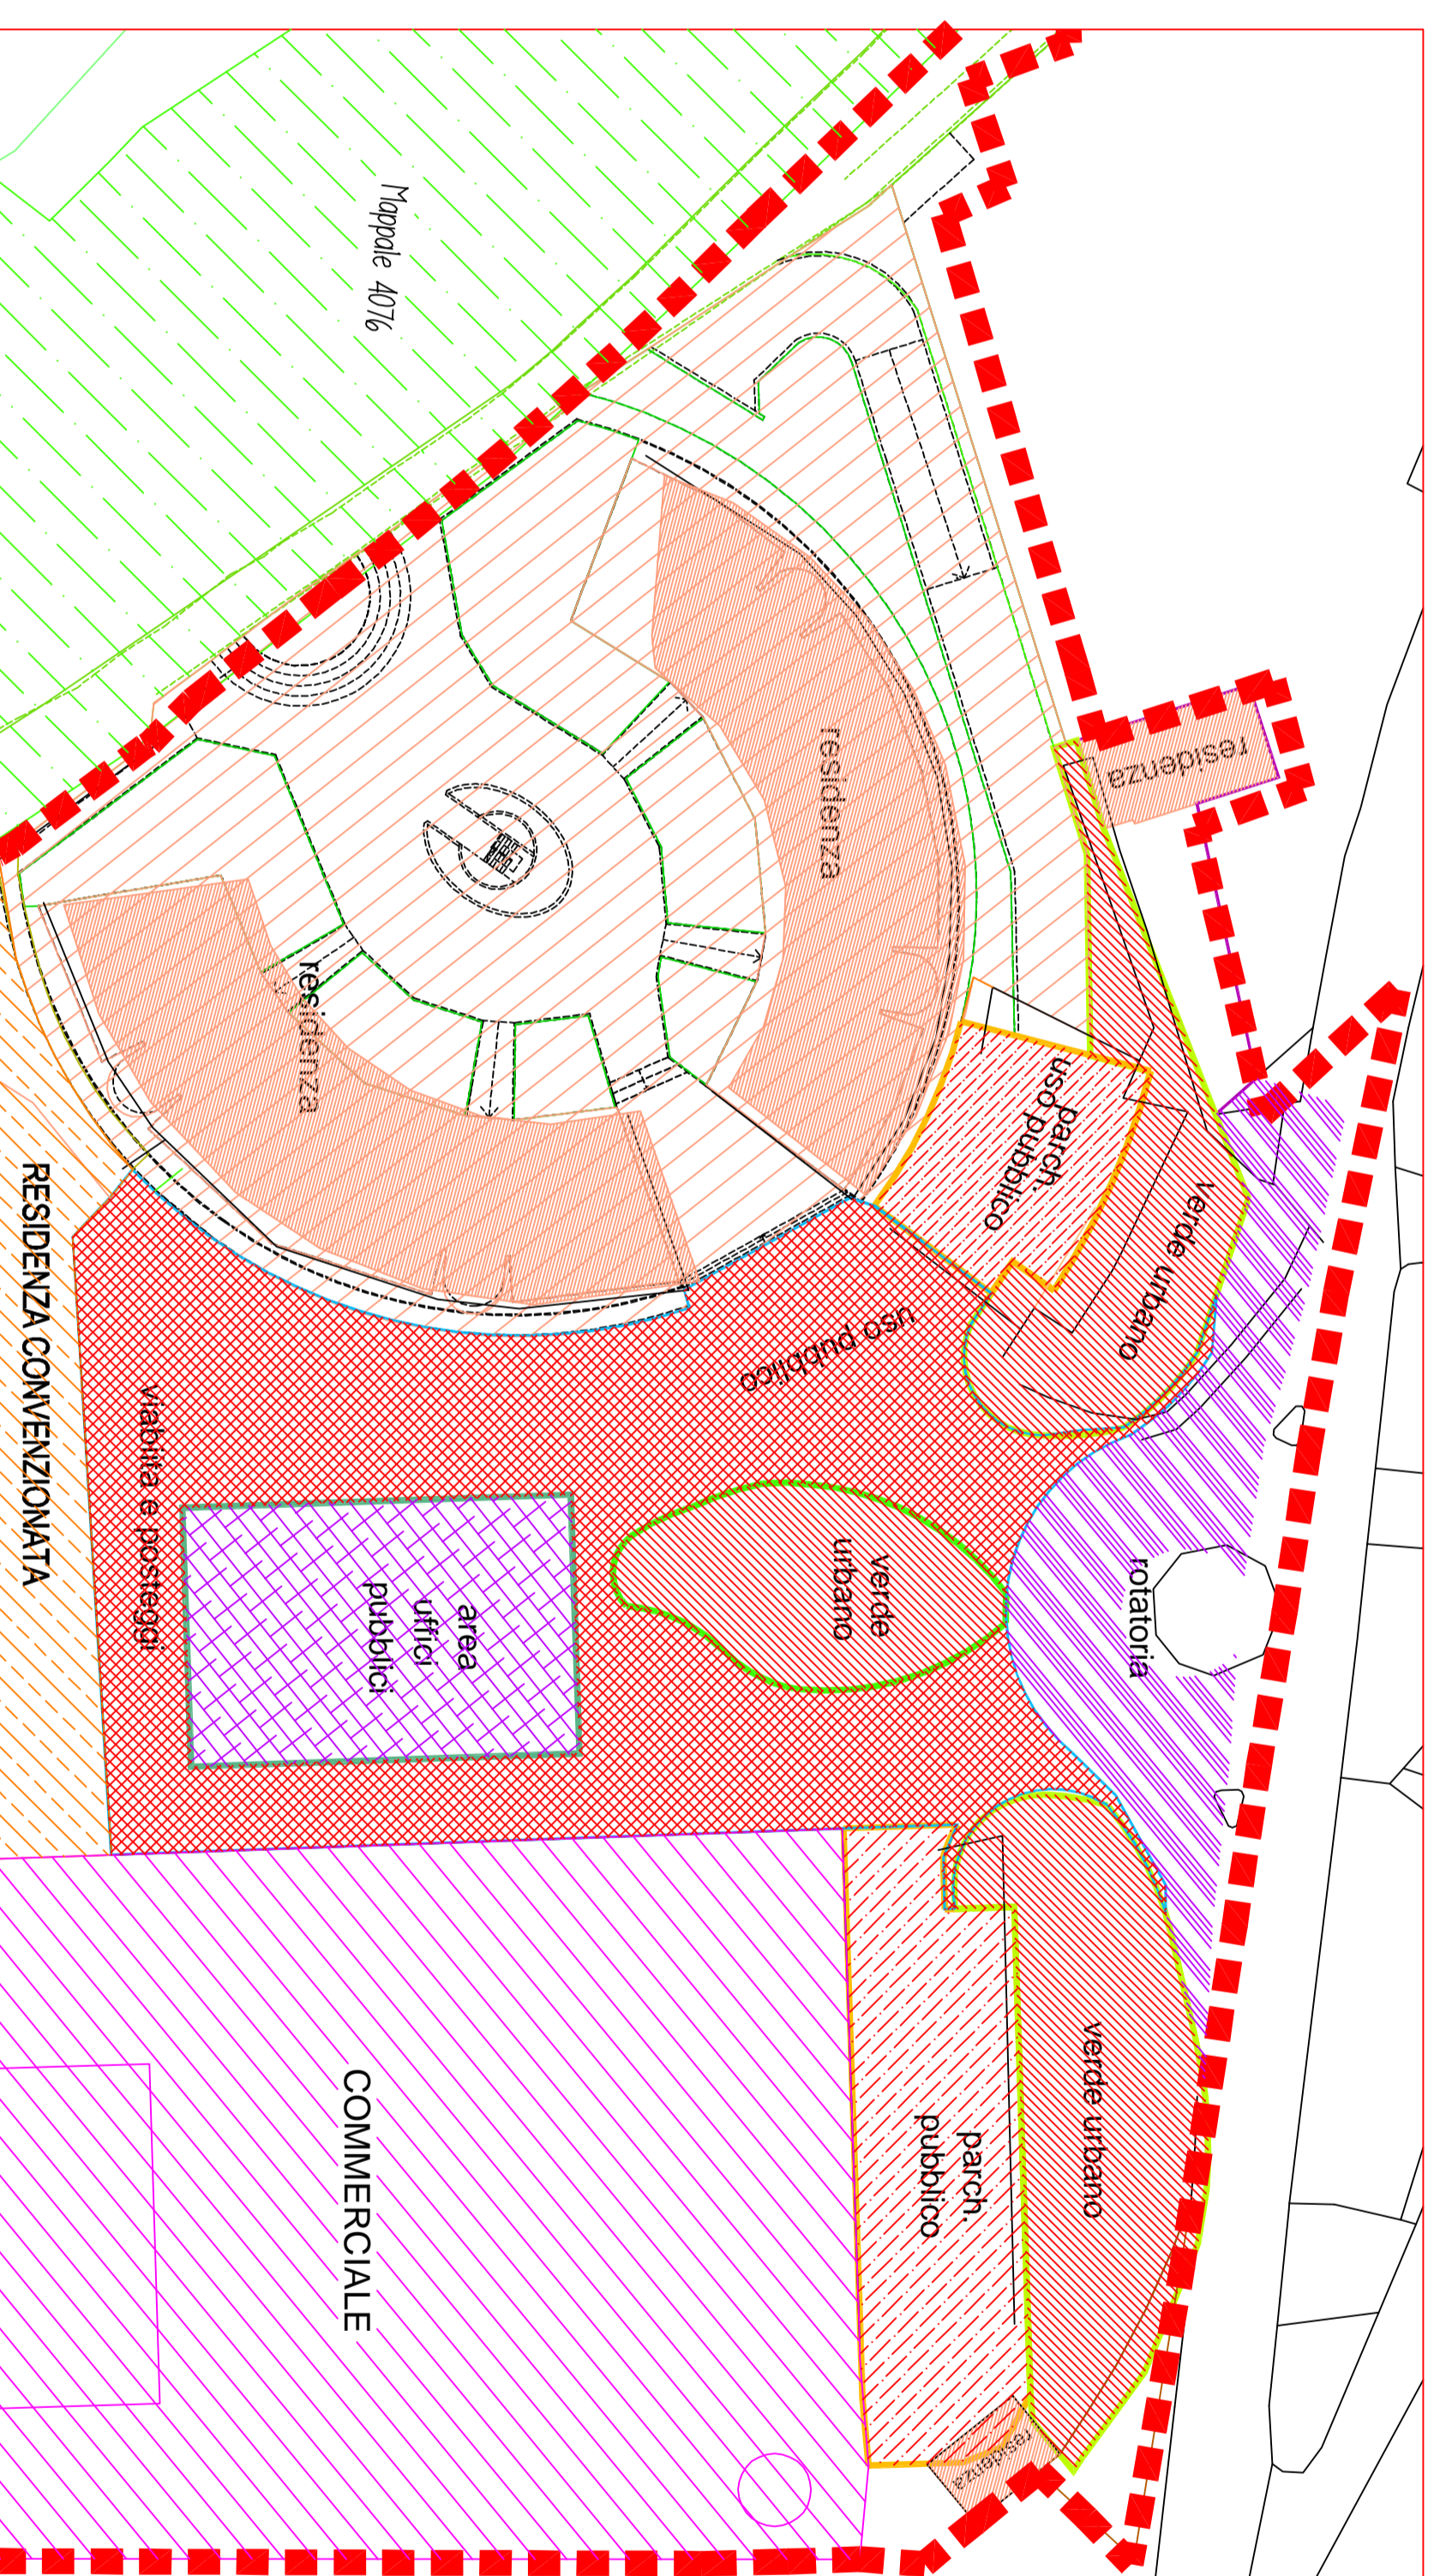 Mappale 4076
residenza
residenza
residenza
parch.
uso pubblico
verde urbano
uso pubblico
RESIDENZA CONVENZIONATA
viabilita e posteggi
area
uffici
pubblici
verde
urbano
rotatoria
COMMERCIALE
parch.
pubblico
verde urbano
residenza